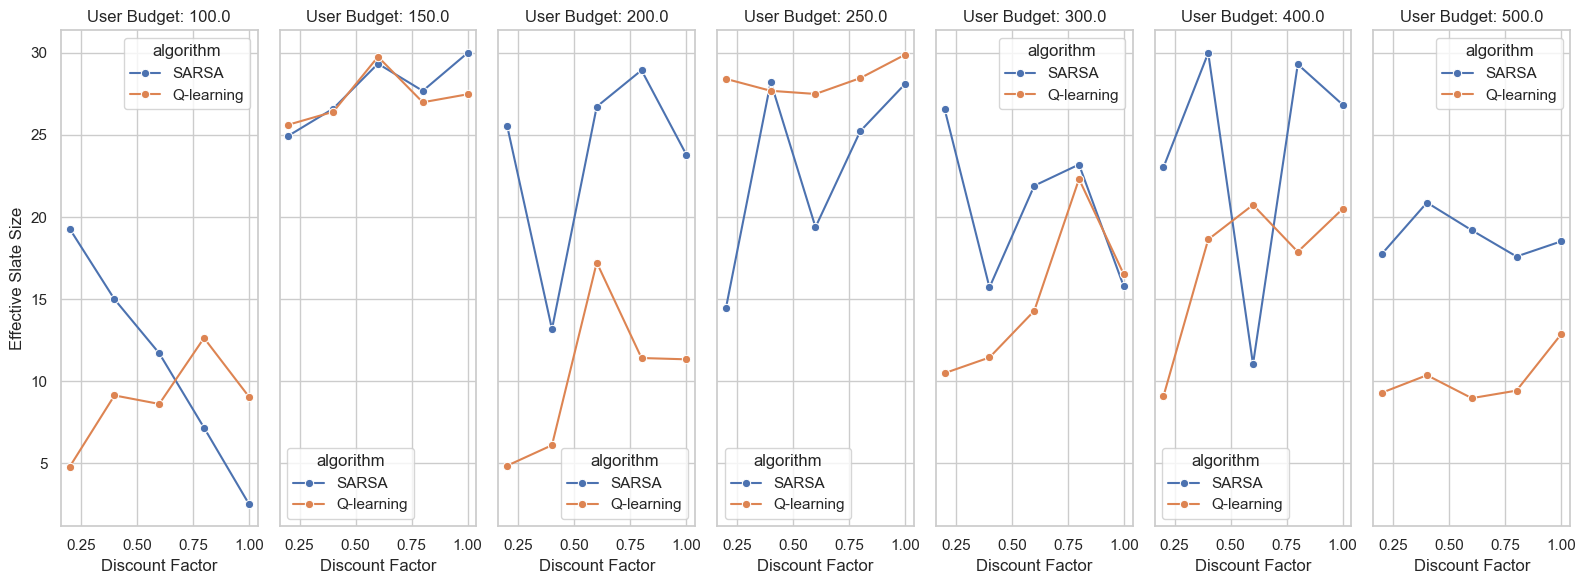 User Budget: 100.0
User Budget: 150.0
User Budget: 200.0
User Budget: 250.0
User Budget: 300.0
User Budget: 400.0
User Budget: 500.0
Effective Slate Size
30
25
20
15
10
5
algorithm
SARSA
Q-learning
algorithm
SARSA
Q-learning
algorithm
SARSA
Q-learning
algorithm
SARSA
Q-learning
algorithm
SARSA
Q-learning
algorithm
SARSA
Q-learning
algorithm
SARSA
Q-learning
0.25 0.50 0.75 1.00
0.25 0.50 0.75 1.00
0.25 0.50 0.75 1.00
0.25 0.50 0.75 1.00
0.25 0.50 0.75 1.00
0.25 0.50 0.75 1.00
0.25 0.50 0.75 1.00
Discount Factor
Discount Factor
Discount Factor
Discount Factor
Discount Factor
Discount Factor
Discount Factor